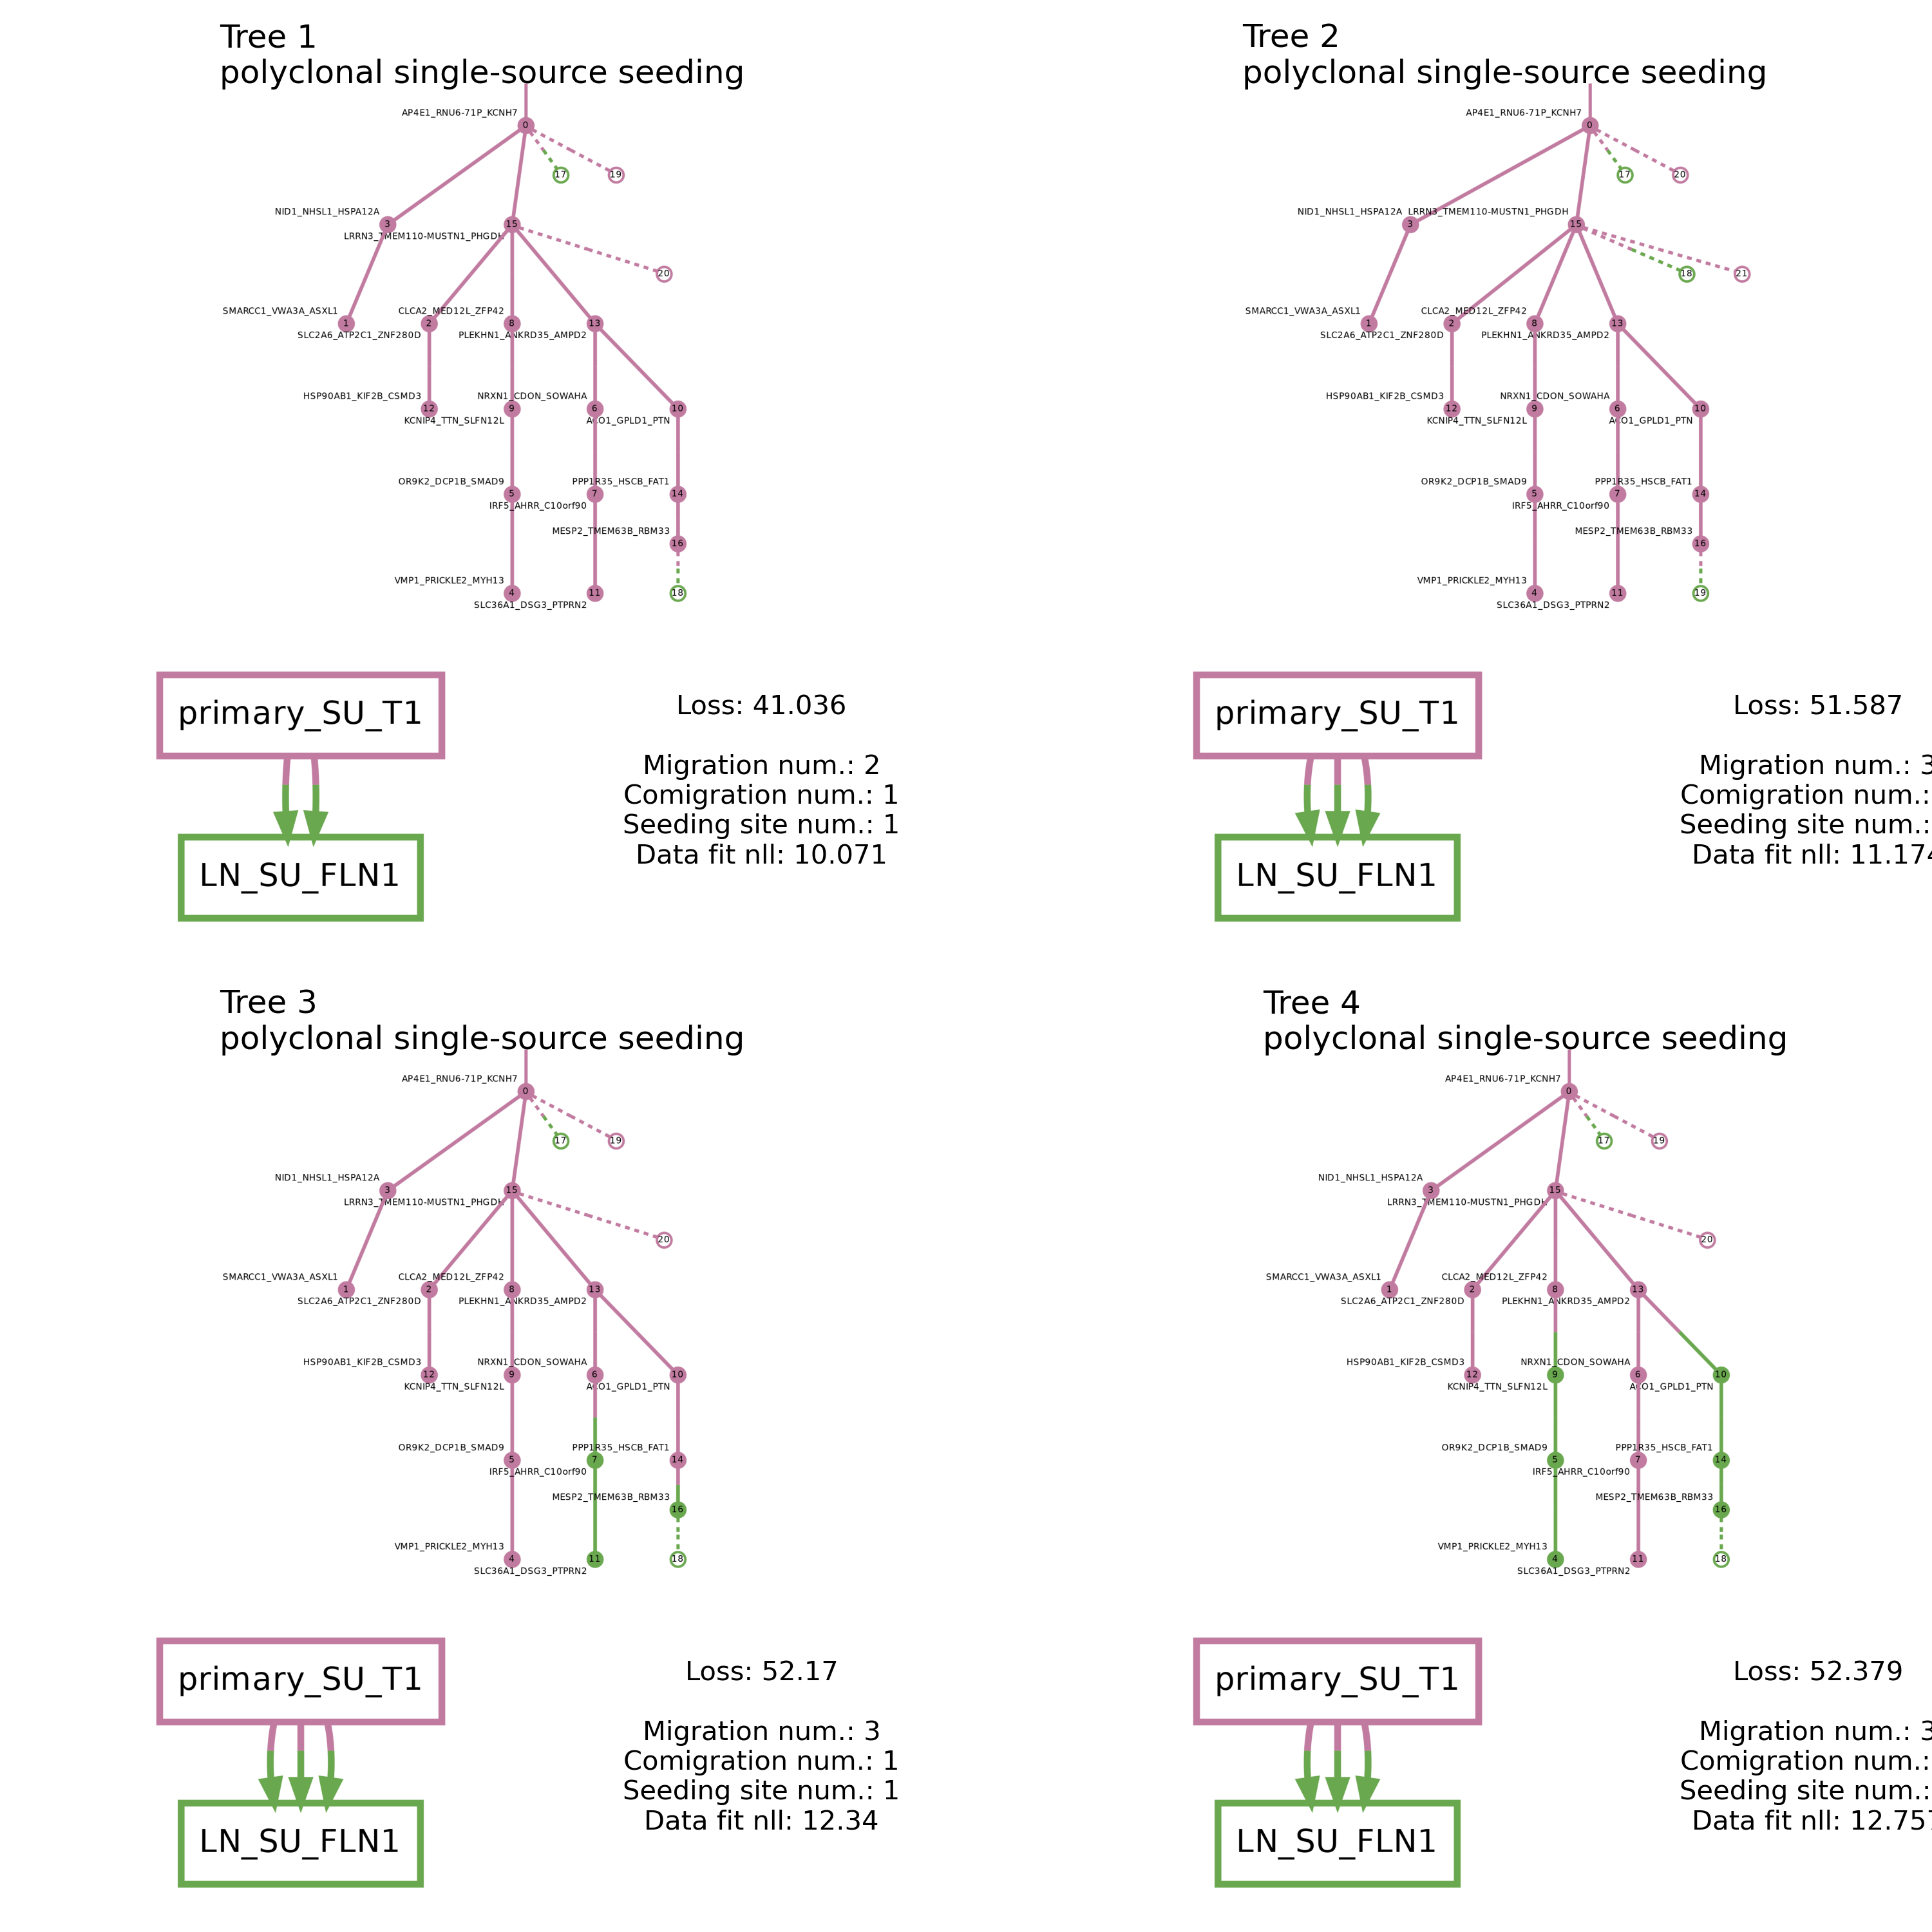 Tree 1
polyclonal single-source seeding
AP4E1_RNU6-71P_KCNH7
0
17
19
NID1_NHSL1_HSPA12A
3
15
LRRN3_TMEM110-MUSTN1_PHGDH
20
SMARCC1_VWA3A_ASXL1
CLCA2_MED12L_ZFP42
1
2
8
13
SLC2A6_ATP2C1_ZNF280D
PLEKHN1_ANKRD35_AMPD2
HSP90AB1_KIF2B_CSMD3
NRXN1_CDON_SOWAHA
12
9
6
10
KCNIP4_TTN_SLFN12L
ACO1_GPLD1_PTN
OR9K2_DCP1B_SMAD9
PPP1R35_HSCB_FAT1
5
7
14
IRF5_AHRR_C10orf90
MESP2_TMEM63B_RBM33
16
VMP1_PRICKLE2_MYH13
4
11
18
SLC36A1_DSG3_PTPRN2
primary_SU_T1
LN_SU_FLN1
Loss: 41.036
Migration num.: 2
Comigration num.: 1
Seeding site num.: 1
Data fit nll: 10.071
Tree 2
polyclonal single-source seeding
AP4E1_RNU6-71P_KCNH7
0
17
20
NID1_NHSL1_HSPA12A
LRRN3_TMEM110-MUSTN1_PHGDH
3
15
18
21
SMARCC1_VWA3A_ASXL1
CLCA2_MED12L_ZFP42
1
2
8
13
SLC2A6_ATP2C1_ZNF280D
PLEKHN1_ANKRD35_AMPD2
HSP90AB1_KIF2B_CSMD3
NRXN1_CDON_SOWAHA
12
9
6
10
KCNIP4_TTN_SLFN12L
ACO1_GPLD1_PTN
OR9K2_DCP1B_SMAD9
PPP1R35_HSCB_FAT1
5
7
14
IRF5_AHRR_C10orf90
MESP2_TMEM63B_RBM33
16
VMP1_PRICKLE2_MYH13
4
11
19
SLC36A1_DSG3_PTPRN2
primary_SU_T1
LN_SU_FLN1
Loss: 51.587
Migration num.: 3
Comigration num.:
Seeding site num.:
Data fit nll: 11.174
Tree 3
polyclonal single-source seeding
AP4E1_RNU6-71P_KCNH7
0
17
19
NID1_NHSL1_HSPA12A
3
15
LRRN3_TMEM110-MUSTN1_PHGDH
20
SMARCC1_VWA3A_ASXL1
CLCA2_MED12L_ZFP42
1
2
8
13
SLC2A6_ATP2C1_ZNF280D
PLEKHN1_ANKRD35_AMPD2
HSP90AB1_KIF2B_CSMD3
NRXN1_CDON_SOWAHA
12
9
6
10
KCNIP4_TTN_SLFN12L
ACO1_GPLD1_PTN
OR9K2_DCP1B_SMAD9
PPP1R35_HSCB_FAT1
5
7
14
IRF5_AHRR_C10orf90
MESP2_TMEM63B_RBM33
16
VMP1_PRICKLE2_MYH13
4
11
18
SLC36A1_DSG3_PTPRN2
primary_SU_T1
LN_SU_FLN1
Loss: 52.17
Migration num.: 3
Comigration num.: 1
Seeding site num.: 1
Data fit nll: 12.34
Tree 4
polyclonal single-source seeding
AP4E1_RNU6-71P_KCNH7
0
17
19
NID1_NHSL1_HSPA12A
3
15
LRRN3_TMEM110-MUSTN1_PHGDH
20
SMARCC1_VWA3A_ASXL1
CLCA2_MED12L_ZFP42
1
2
8
13
SLC2A6_ATP2C1_ZNF280D
PLEKHN1_ANKRD35_AMPD2
HSP90AB1_KIF2B_CSMD3
NRXN1_CDON_SOWAHA
12
9
6
10
KCNIP4_TTN_SLFN12L
ACO1_GPLD1_PTN
OR9K2_DCP1B_SMAD9
PPP1R35_HSCB_FAT1
5
7
14
IRF5_AHRR_C10orf90
MESP2_TMEM63B_RBM33
16
VMP1_PRICKLE2_MYH13
4
11
18
SLC36A1_DSG3_PTPRN2
primary_SU_T1
LN_SU_FLN1
Loss: 52.379
Migration num.: 3
Comigration num.:
Seeding site num.:
Data fit nll: 12.757